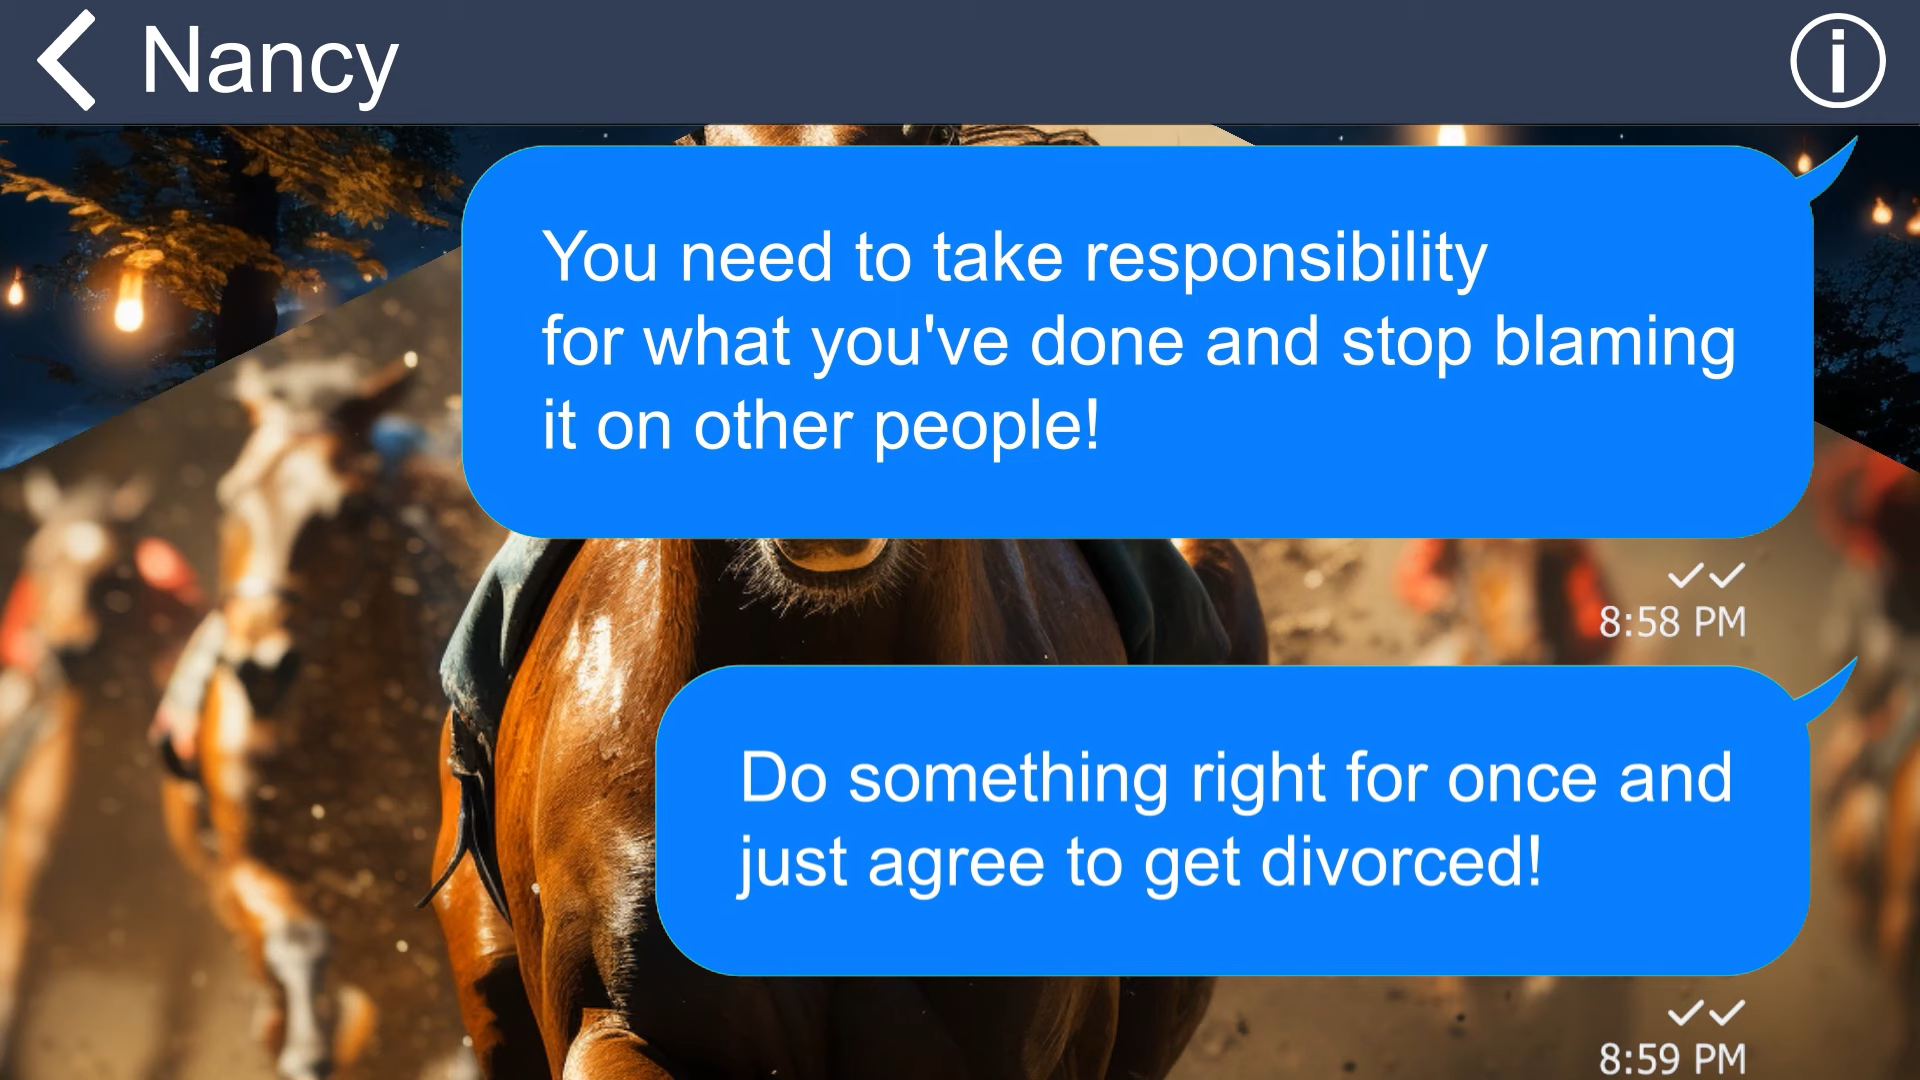 Nancy
You need to take responsibility
for what you've done and stop blaming
it on other people!
8:58 PM
Do something right for once and
just agree to get divorced!
8:59 PM